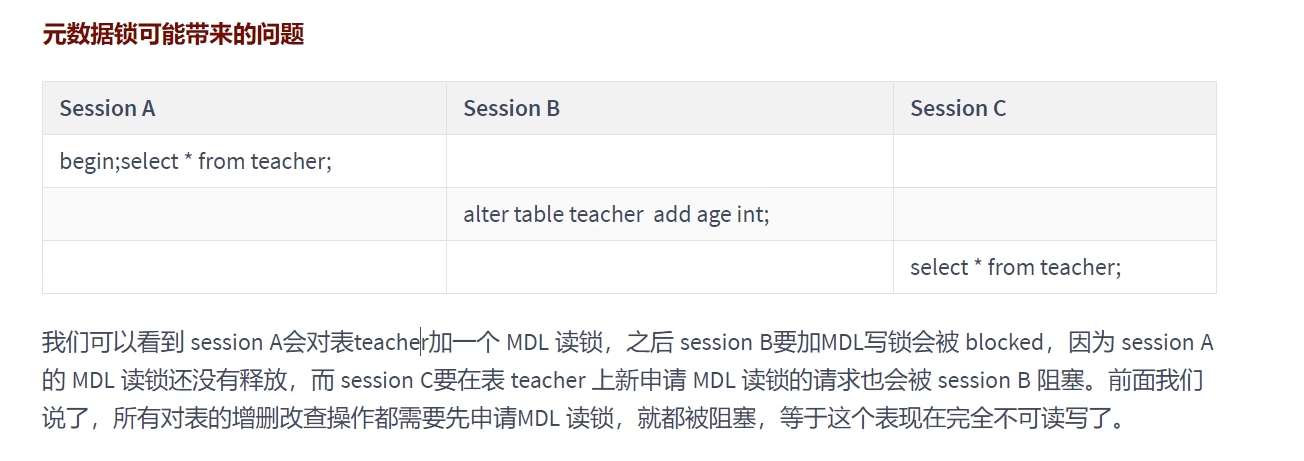 元数据锁可能带来的问题
Session A Session B Session C
begin;select * from teacher;
alter table teacher  add age int;
select * from teacher;
我们可以看到 session A会对表teacher加一个 MDL 读锁，之后 session B要加MDL写锁会被 blocked，因为 session A
的 MDL 读锁还没有释放，而 session C要在表 teacher 上新申请 MDL 读锁的请求也会被 session B 阻塞。前面我们
说了，所有对表的增删改查操作都需要先申请MDL 读锁，就都被阻塞，等于这个表现在完全不可读写了。